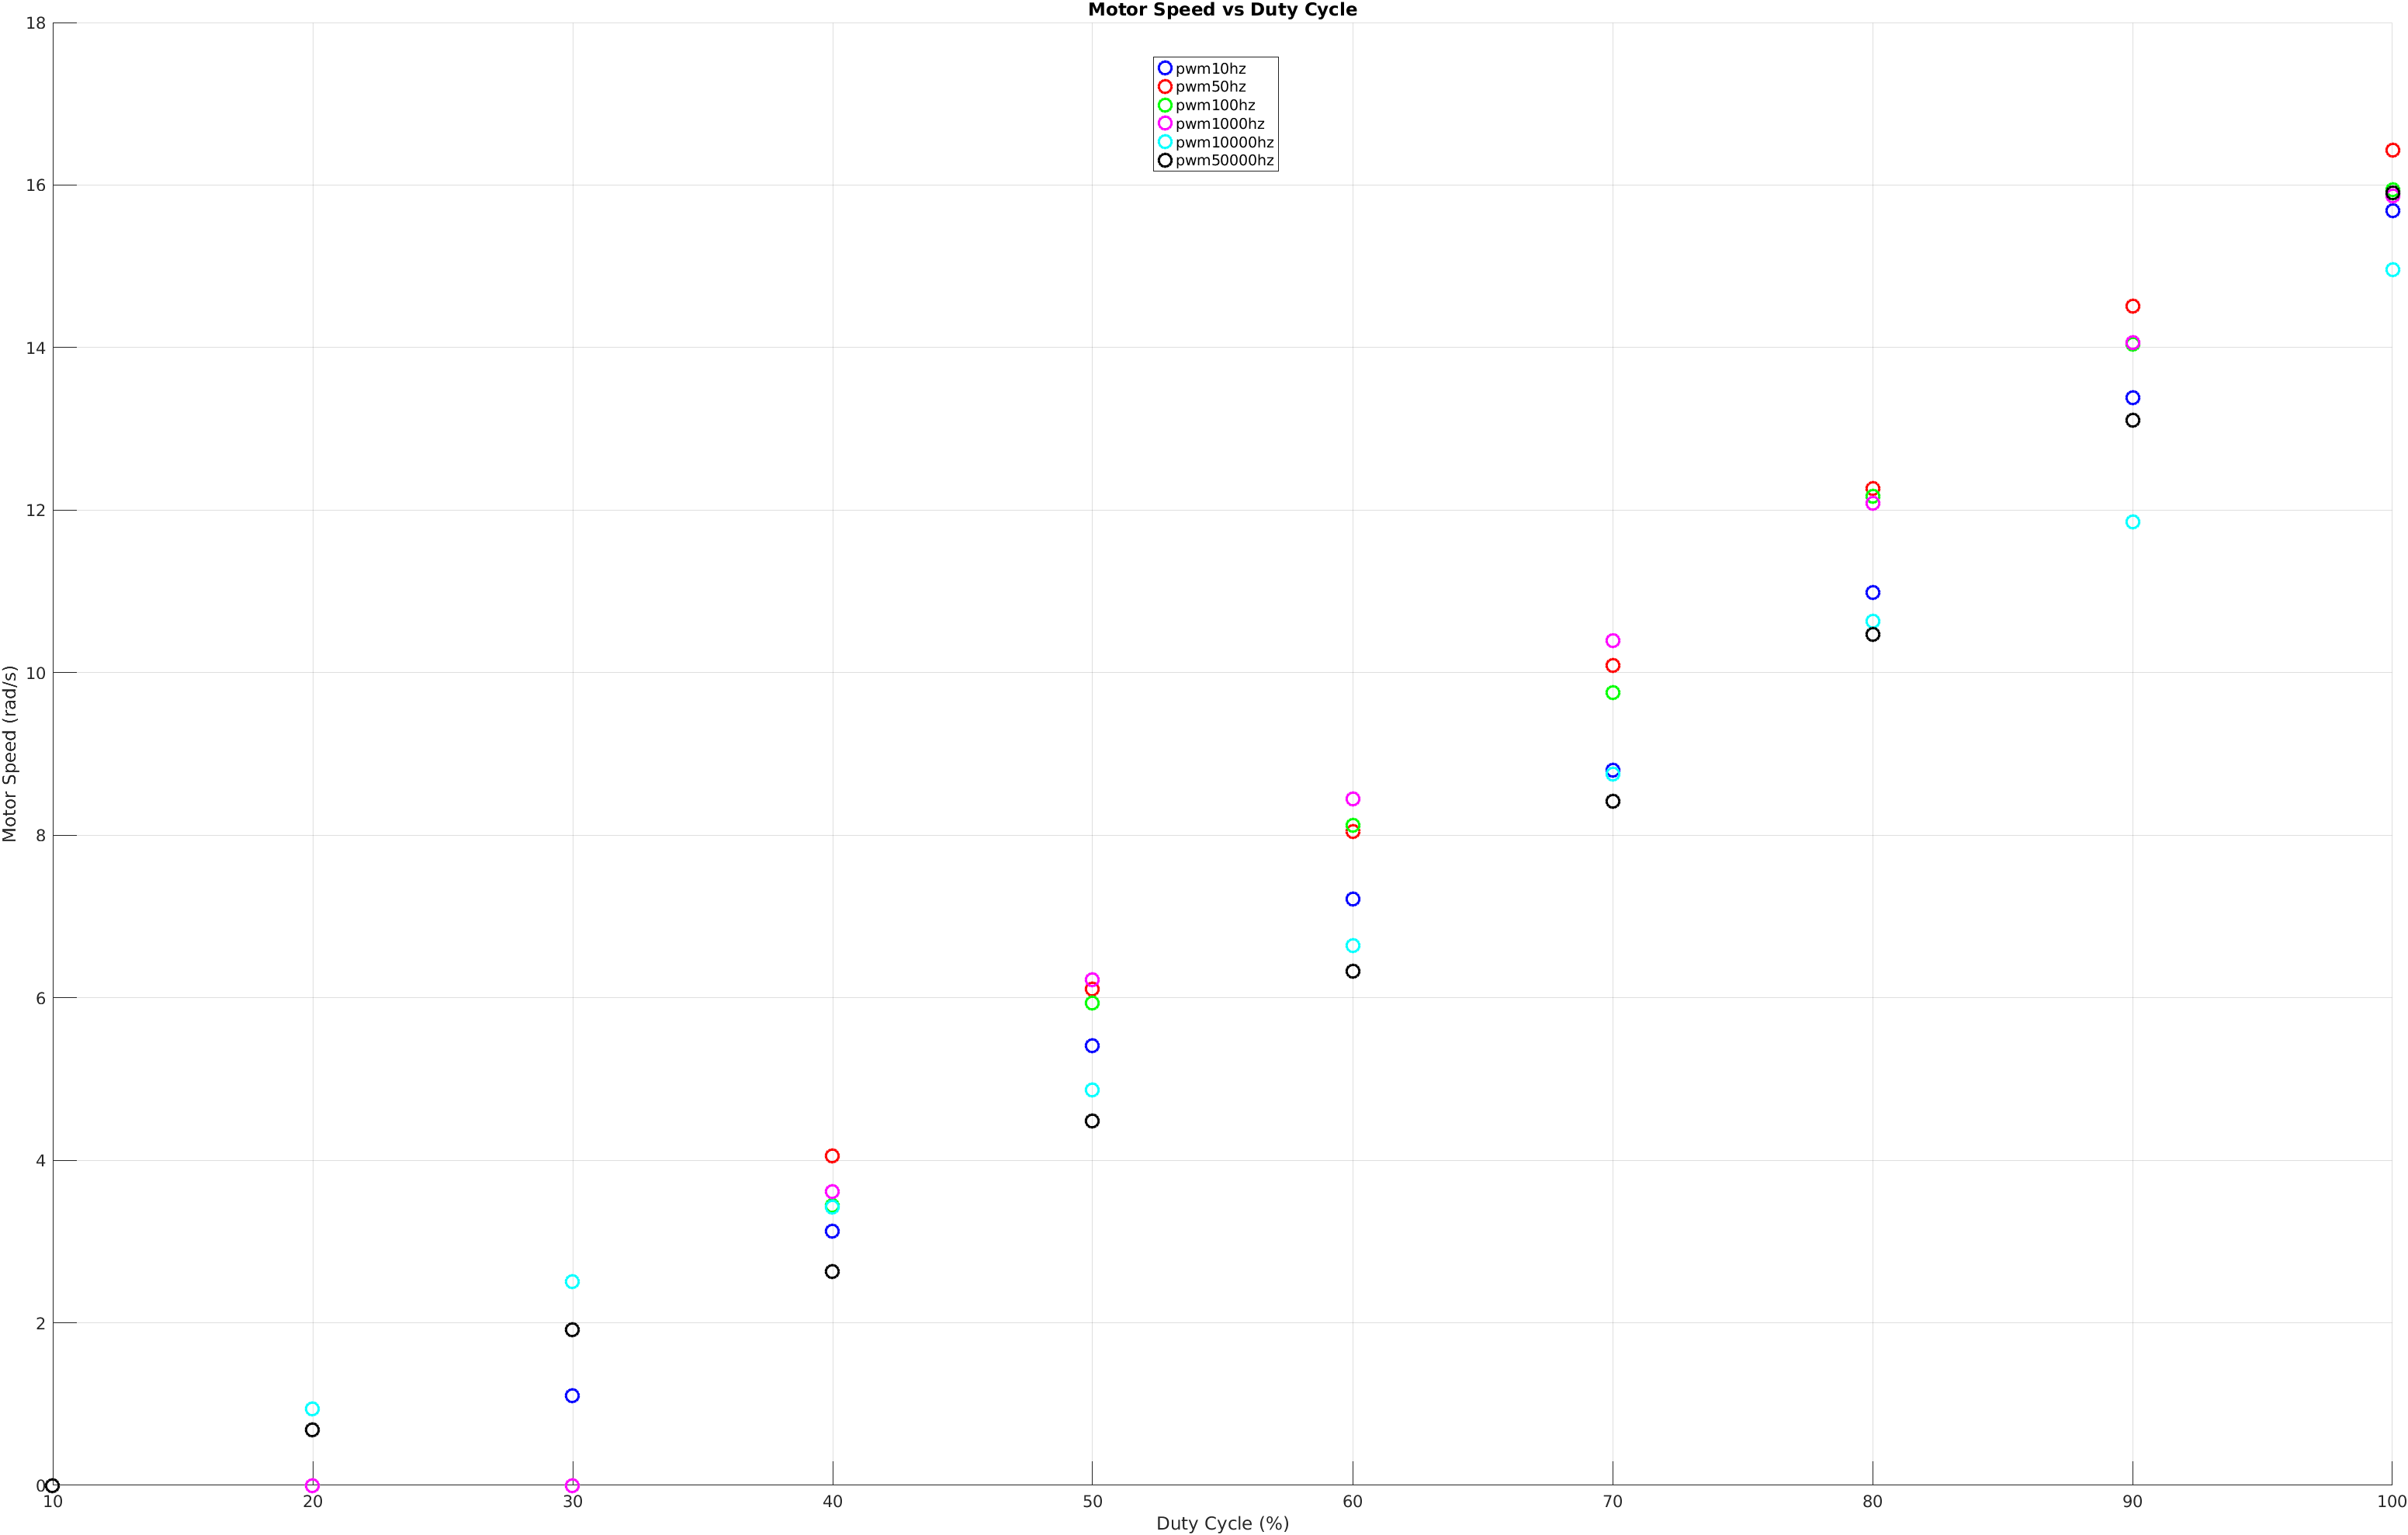 Motor Speed vs Duty Cycle
pwm10hz
pwm50hz
pwm100hz
pwm1000hz
pwm10000hz
pwm50000hz
18
16
14
12
10
8
6
4
2
0
Motor Speed (rad/s)
10 20 30 40 50 60 70 80 90 100
Duty Cycle (%)